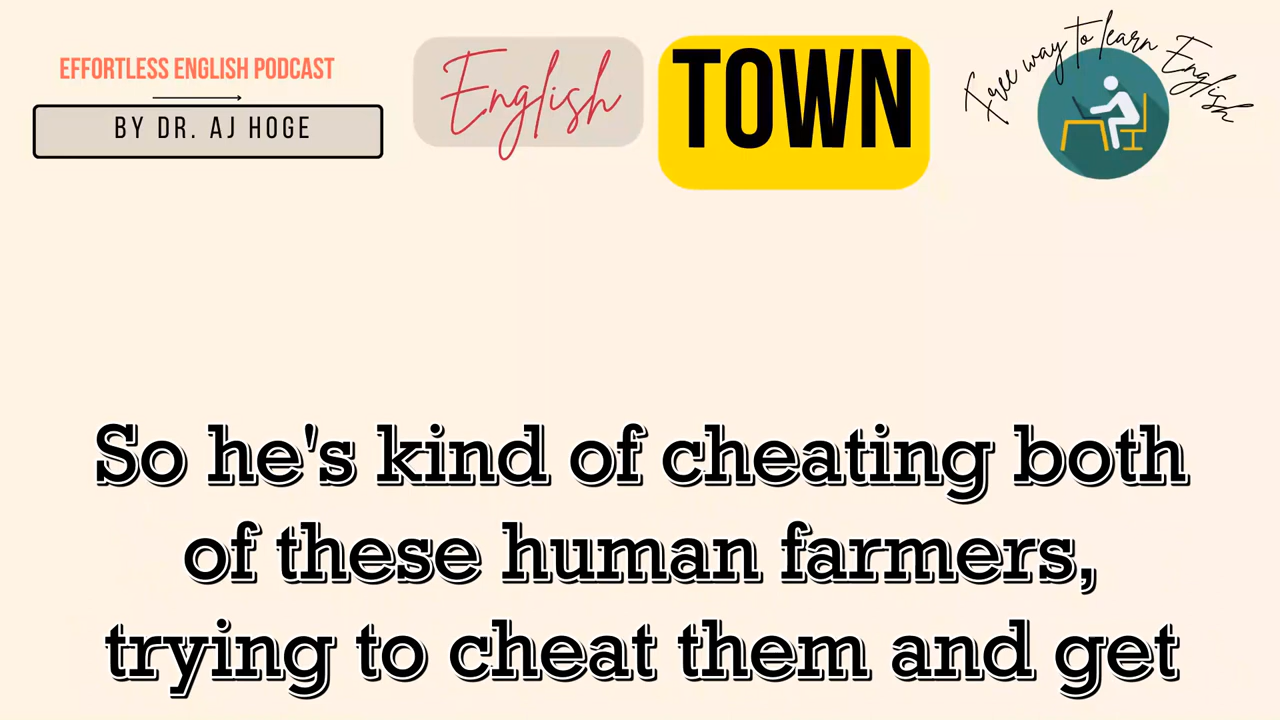 EFFORTLESS ENGLISH PODCAST
BY DR. AJ HOGE
English
TOWN
Free way to learn English
So he's kind of cheating both
of these human farmers,
trying to cheat them and get